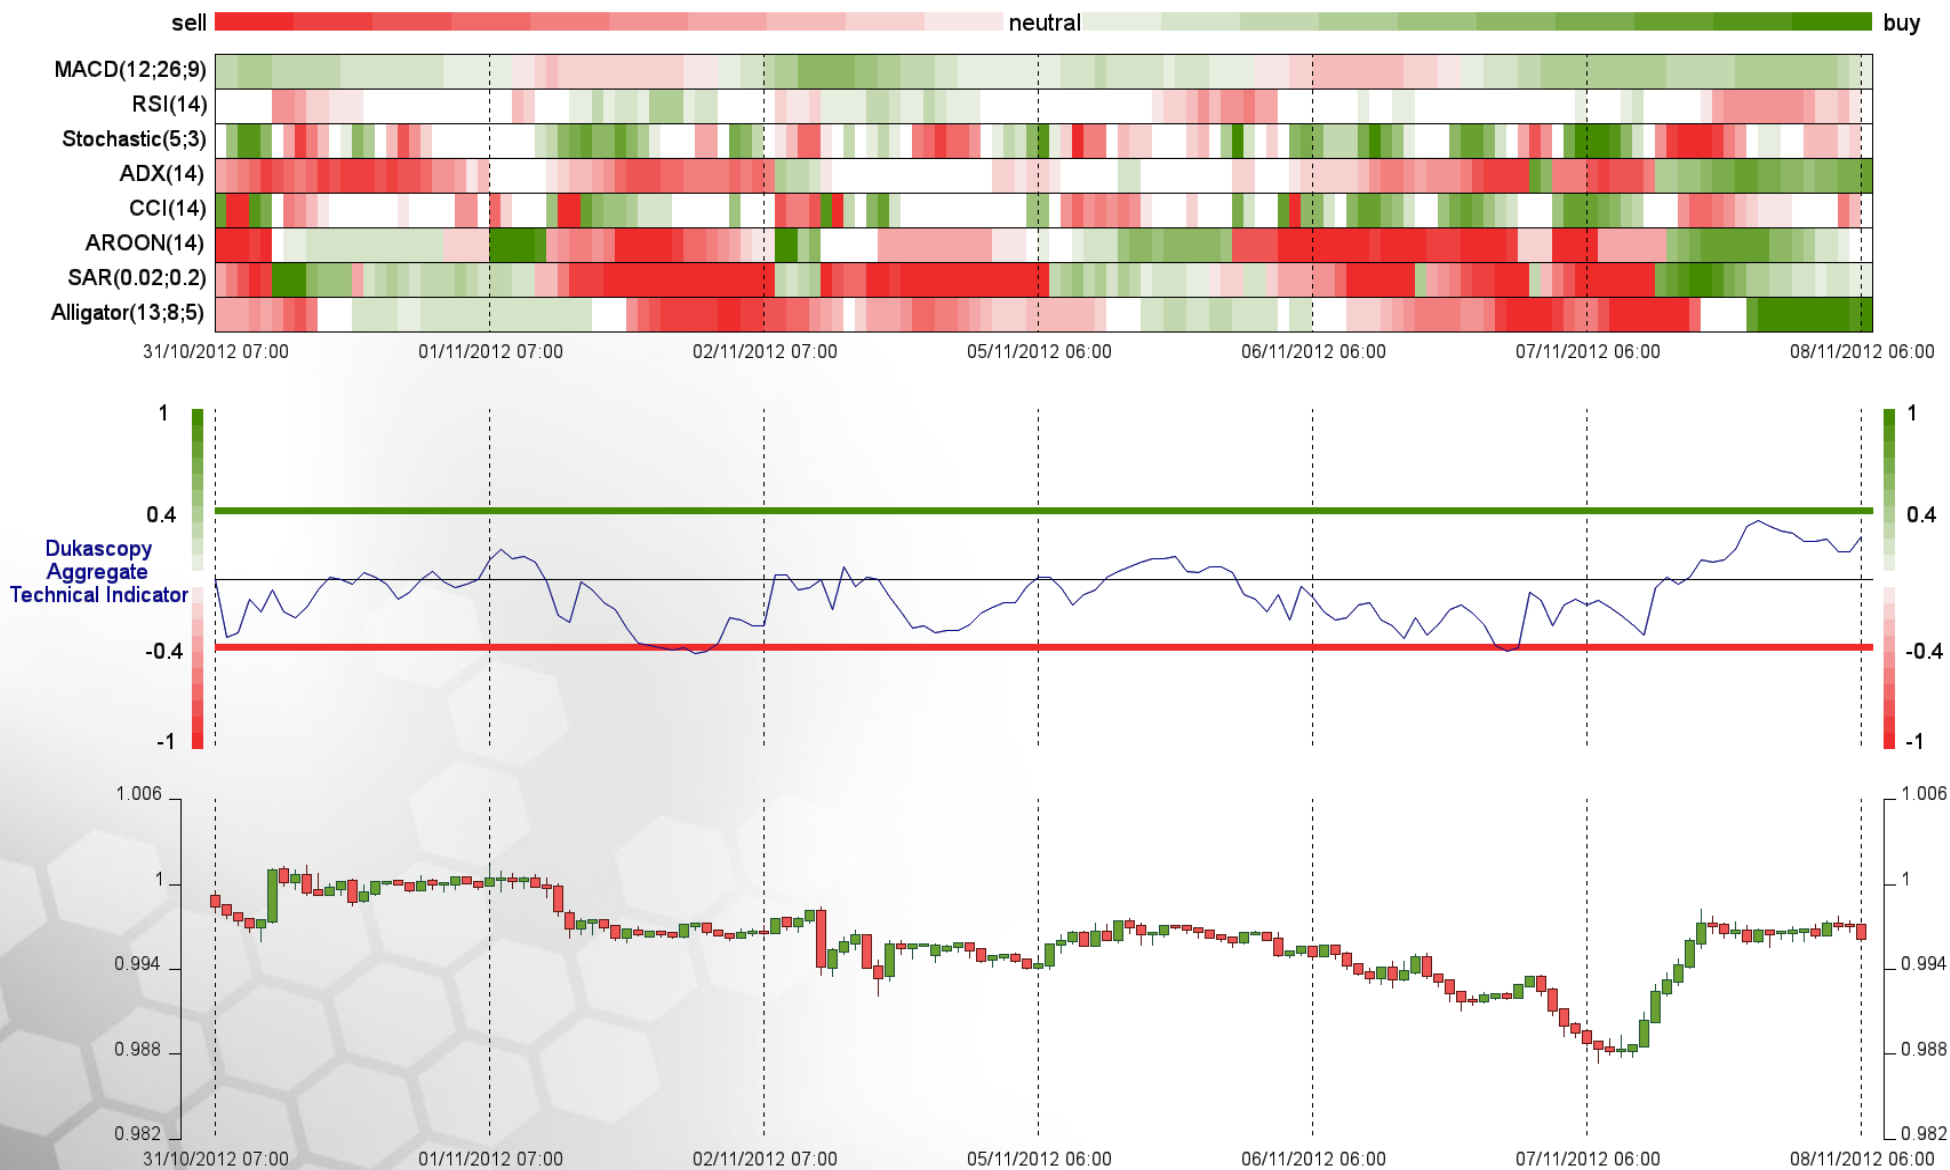 sell neutral buy
MACD(12;26;9)
RSI(14)
Stochastic(5;3)
ADX(14)
CCI(14)
AROON(14)
SAR(0.02;0.2)
Alligator(13;8;5)
31/10/2012 07:00 01/11/2012 07:00 02/11/2012 07:00 05/11/2012 06:00 06/11/2012 06:00 07/11/2012 06:00 08/11/2012 06:00
1 1
0.4 0.4
Dukascopy
Aggregate
Technical Indicator
-0.4 -0.4
-1 -1
1.006 1.006
1 1
0.994 0.994
0.988 0.988
0.982 0.982
31/10/2012 07:00 01/11/2012 07:00 02/11/2012 07:00 05/11/2012 06:00 06/11/2012 06:00 07/11/2012 06:00 08/11/2012 06:00